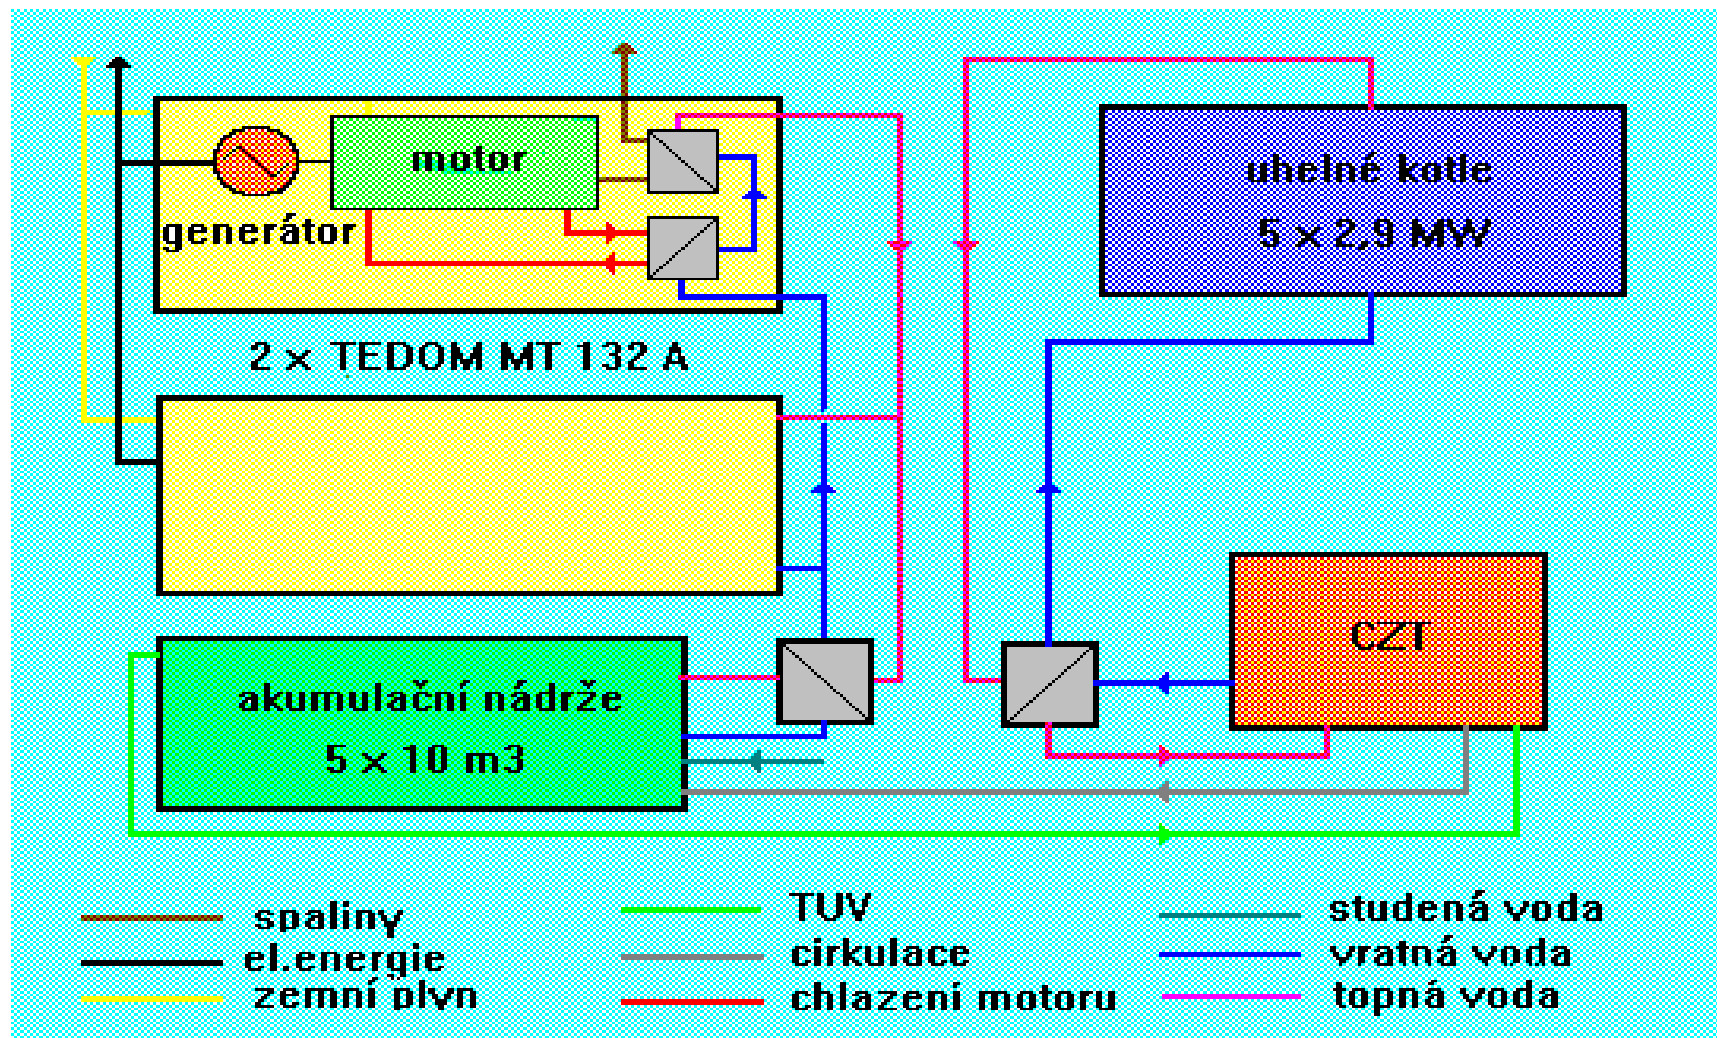 motor
generátor
2 x TEDOM MT 132 A
uhelné kotle
5 x 2,9 MW
akumulační nádrže
5 x 10 m3
CZT
spaliny
el.energie
zemní plyn
TUV
cirkulace
chlazení motoru
studená voda
vratná voda
topná voda